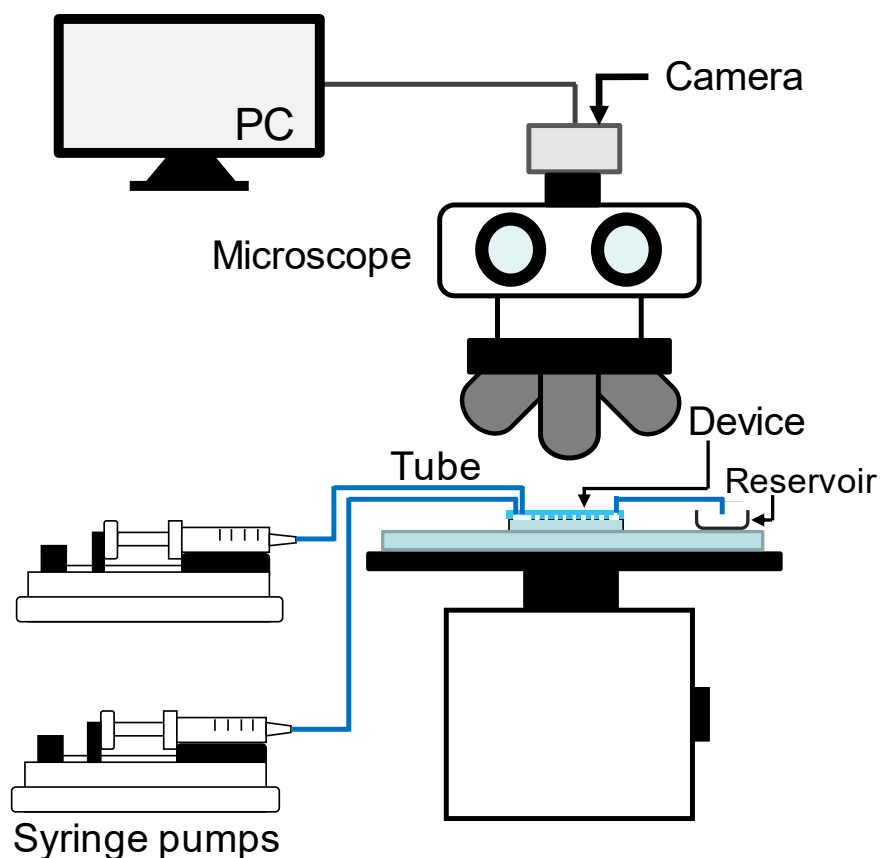 Camera
PC
Microscope
Device
Tube
Reservoir
Syringe pumps